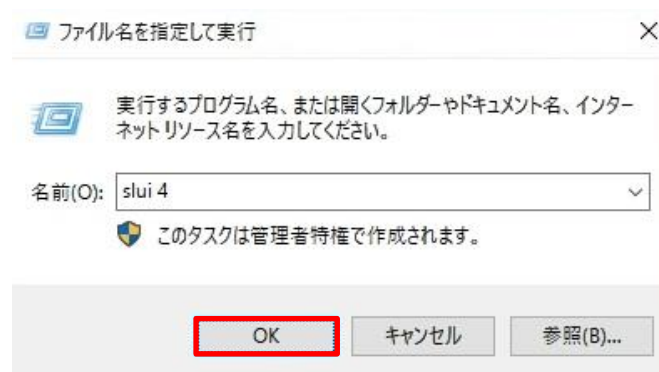 ファイル名を指定して実行
実行するプログラム名、または開くフォルダーやドキュメント名、インター
ネット リソース名を入力してください。
名前(O): slui 4
このタスクは管理者特権で作成されます。
OK キャンセル 参照(B)...